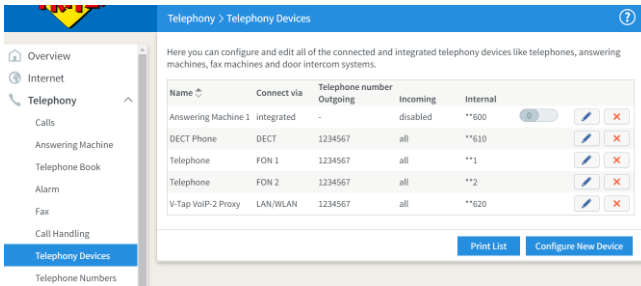 Telephony > Telephony Devices
?
Overview
Internet
Telephony
Calls
Answering Machine
Telephone Book
Alarm
Fax
Call Handling
Telephony Devices
Telephony Numbers
Here you can configure and edit all of the connected and integrated telephony devices like telephones, answering
machines, fax machines and door intercom systems.
Name Connect via Telephone number Outgoing Incoming Internal
Answering Machine 1 integrated - disabled **600 0
DECT Phone DECT 1234567 all **610
Telephone FON 1 1234567 all **1
Telephone FON 2 1234567 all **2
V-Tap VoIP-2 Proxy LAN/WLAN 1234567 all **620
Print List Configure New Device